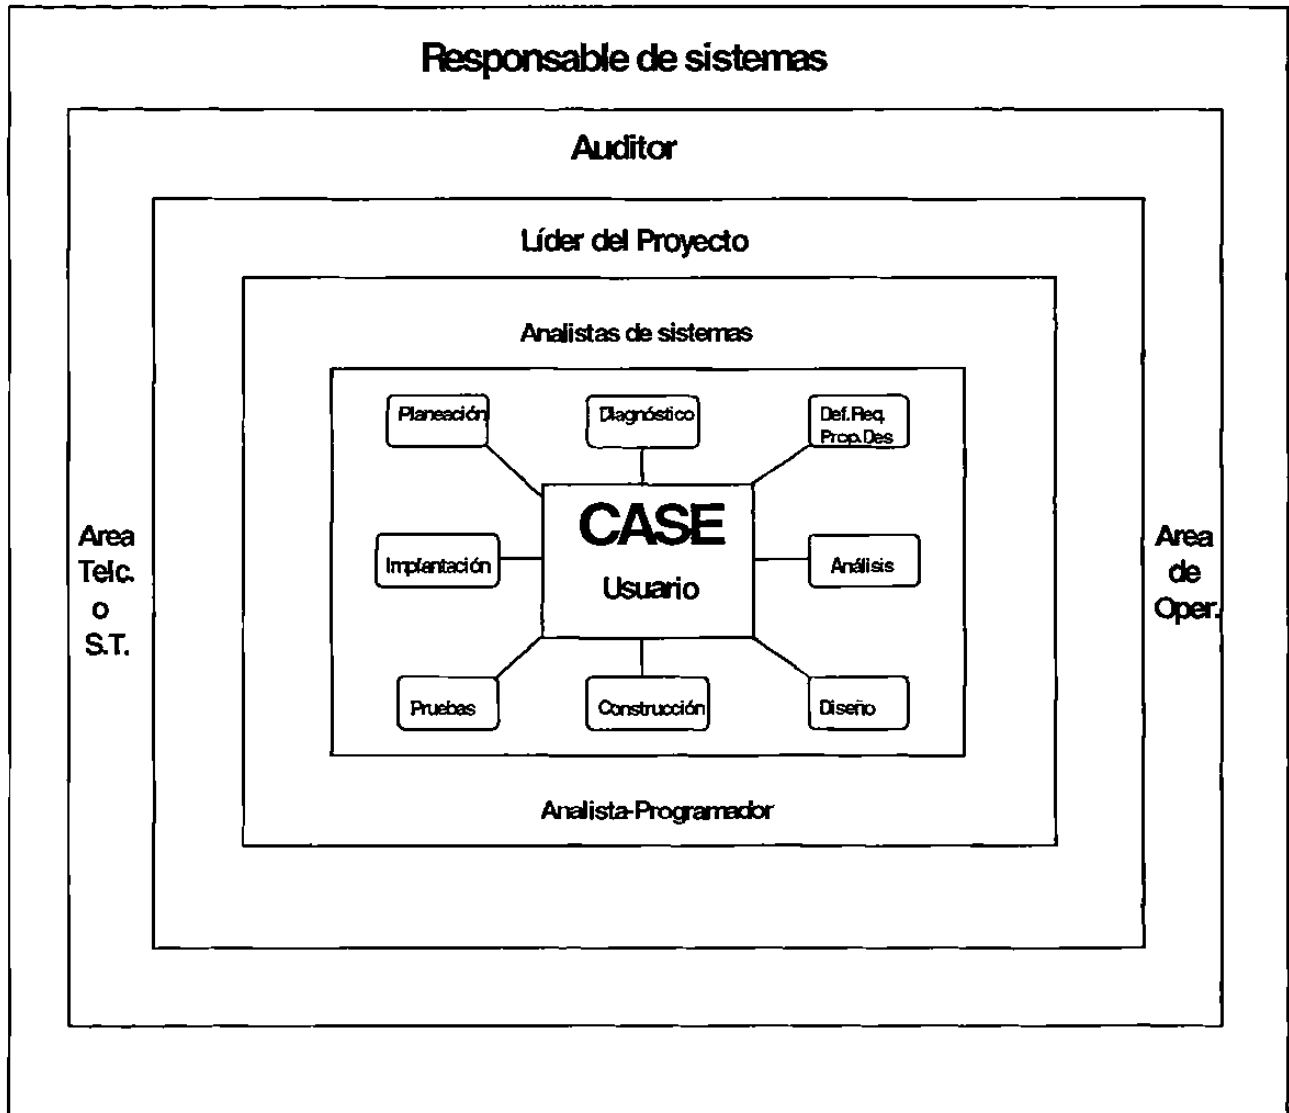 Responsable de sistemas
Auditor
Líder del Proyecto
Analistas de sistemas
Planeación
Diagnóstico
Def.Req.
Prop.Des
CASE
Usuario
Implantación
Análisis
Area
Telc.
o
S.T.
Area
de
Oper.
Pruebas
Construcción
Diseño
Analista-Programador